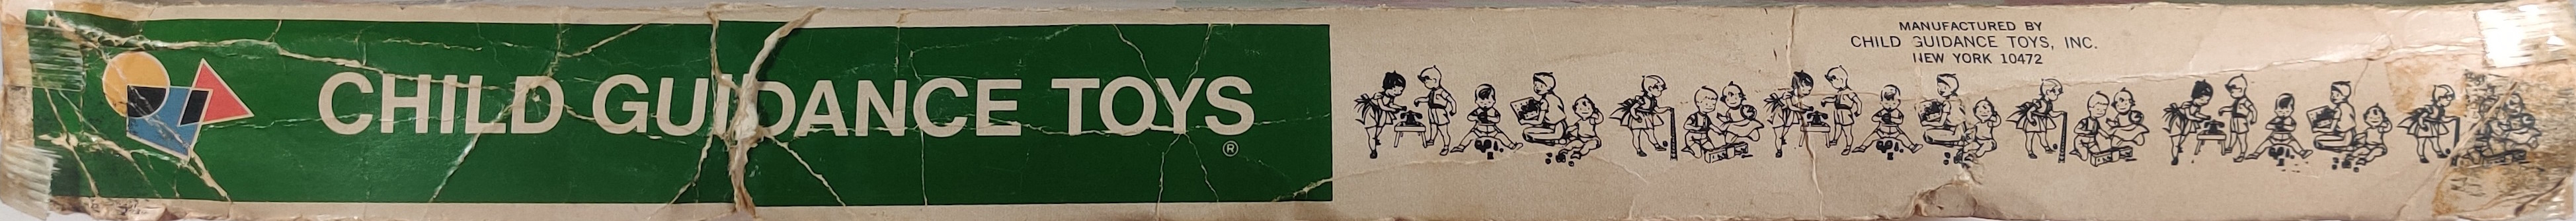 CHILD GUIDANCE TOYS
®
MANUFACTURED BY
CHILD GUIDANCE TOYS, INC.
NEW YORK 10472